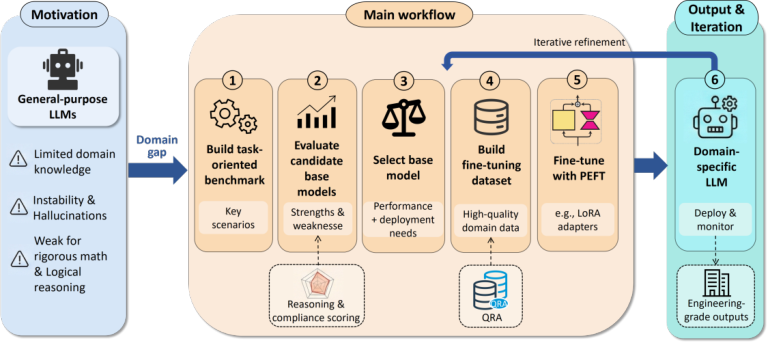 Motivation
General-purpose
LLMs
Limited domain
knowledge
Instability &
Hallucinations
Weak for
rigorous math
& Logical
reasoning
Domain
gap
Main workflow
Iterative refinement
1
Build task-
oriented
benchmark
Key
scenarios
2
Evaluate
candidate
base
models
Strengths &
weaknesse
Reasoning &
compliance scoring
3
Select base
model
Performance
+ deployment
needs
4
Build
fine-tuning
dataset
High-quality
domain data
QRA
QRA
5
Fine-tune
with PEFT
e.g., LoRA
adapters
Output &
Iteration
6
Domain-
specific
LLM
Deploy &
monitor
Engineering-
grade outputs